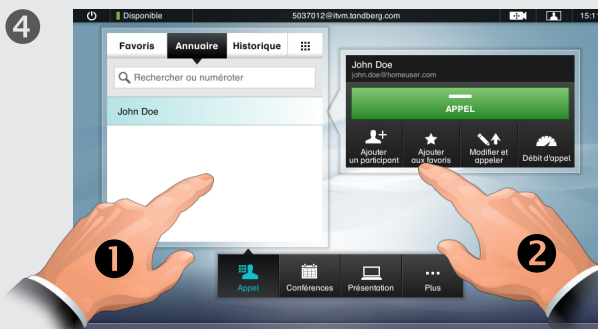 4
Disponible
5037012@itvm.tandberg.com
15:11
Favoris
Annuaire
Historique
Rechercher ou numéroter
John Doe
John Doe
john.doe@homeuser.com
APPEL
Ajouter
un participant
Ajouter
aux favoris
Modifier et
appeler
Débit d'appel
1
2
Appel
Conférences
Présentation
Plus